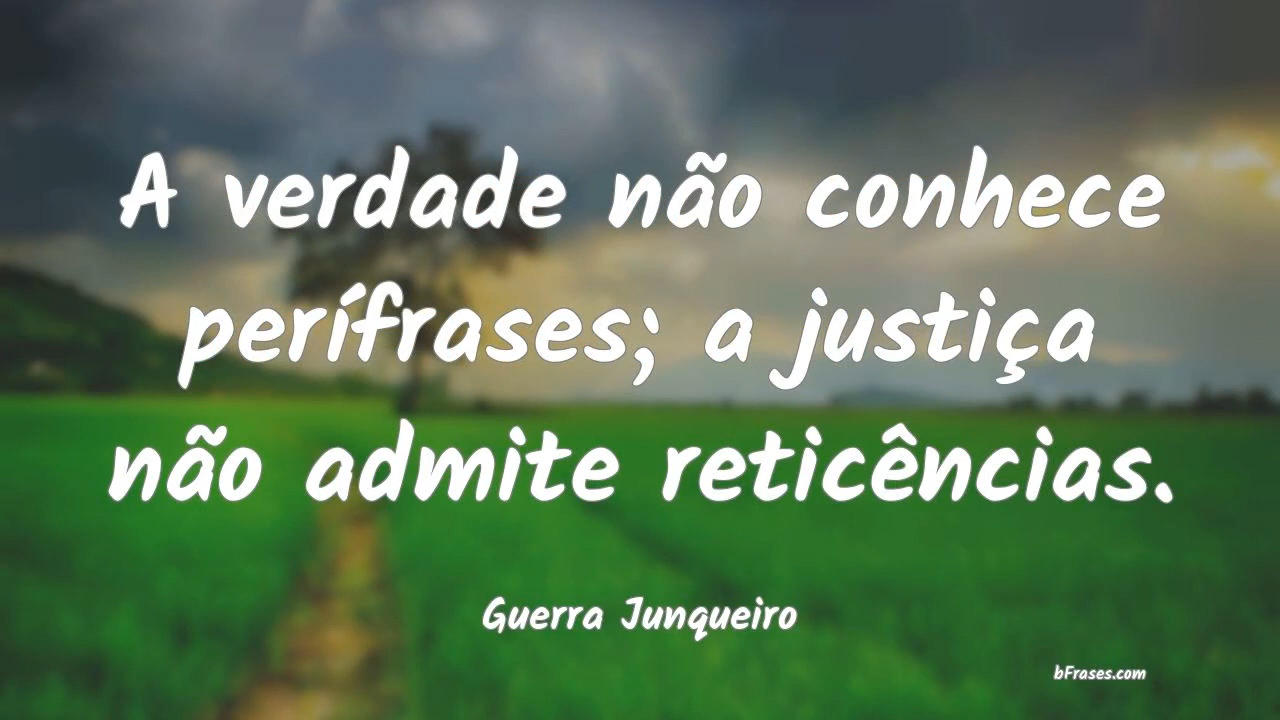 A verdade não conhece
perífrases; a justiça
não admite reticências.
Guerra Junqueiro
bFrases.com